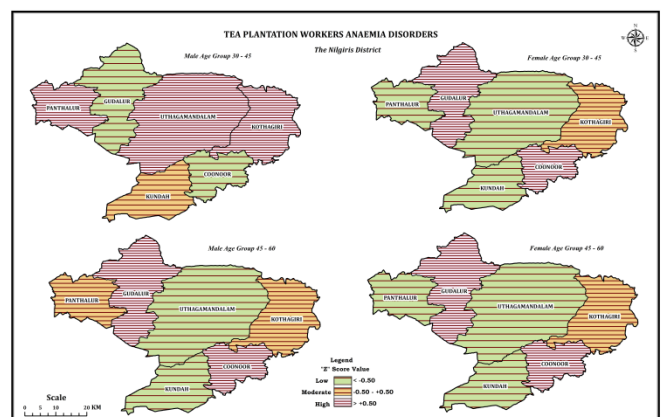 TEA PLANTATION WORKERS ANAEMIA DISORDERS
The Nilgiris District
N
W E
S
Male Age Group 30 - 45
PANTHALUR
GUDALUR
UTHAGAMANDALAM
KOTHAGIRI
COONOOR
KUNDAH
Female Age Group 30 - 45
PANTHALUR
GUDALUR
UTHAGAMANDALAM
KOTHAGIRI
COONOOR
KUNDAH
Male Age Group 45 - 60
PANTHALUR
GUDALUR
UTHAGAMANDALAM
KOTHAGIRI
COONOOR
KUNDAH
Female Age Group 45 - 60
PANTHALUR
GUDALUR
UTHAGAMANDALAM
KOTHAGIRI
COONOOR
KUNDAH
Scale
10 5 0 20 KM
Legend
"Z" Score Value
Low < -0.50
Moderate -0.50 - +0.50
High > +0.50